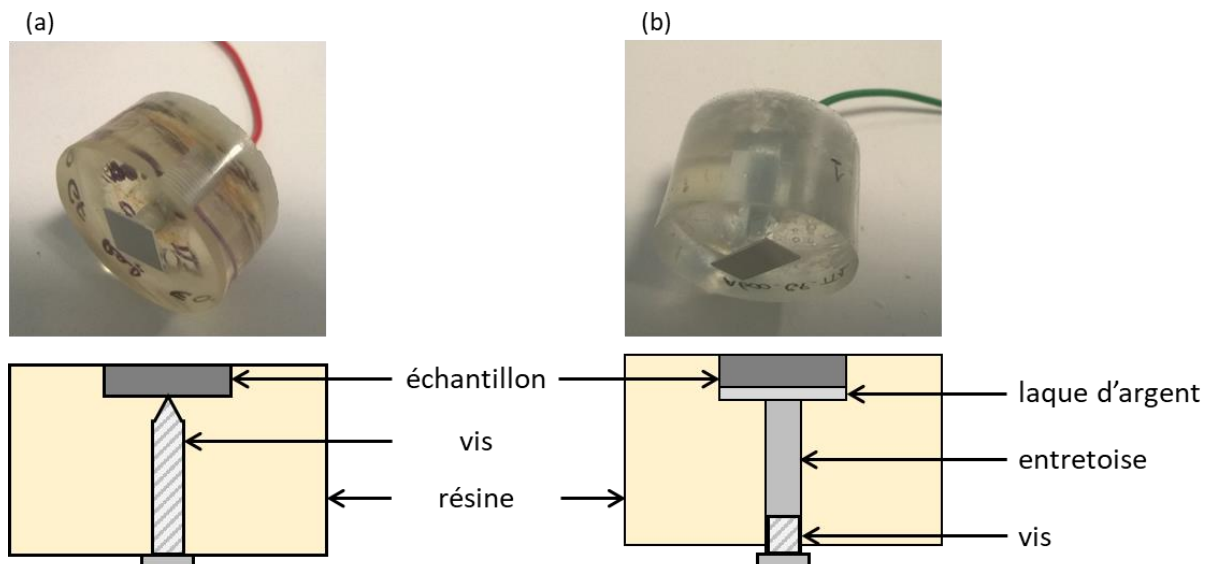 (a)
(b)
échantillon
laque d'argent
vis
entretoise
résine
vis